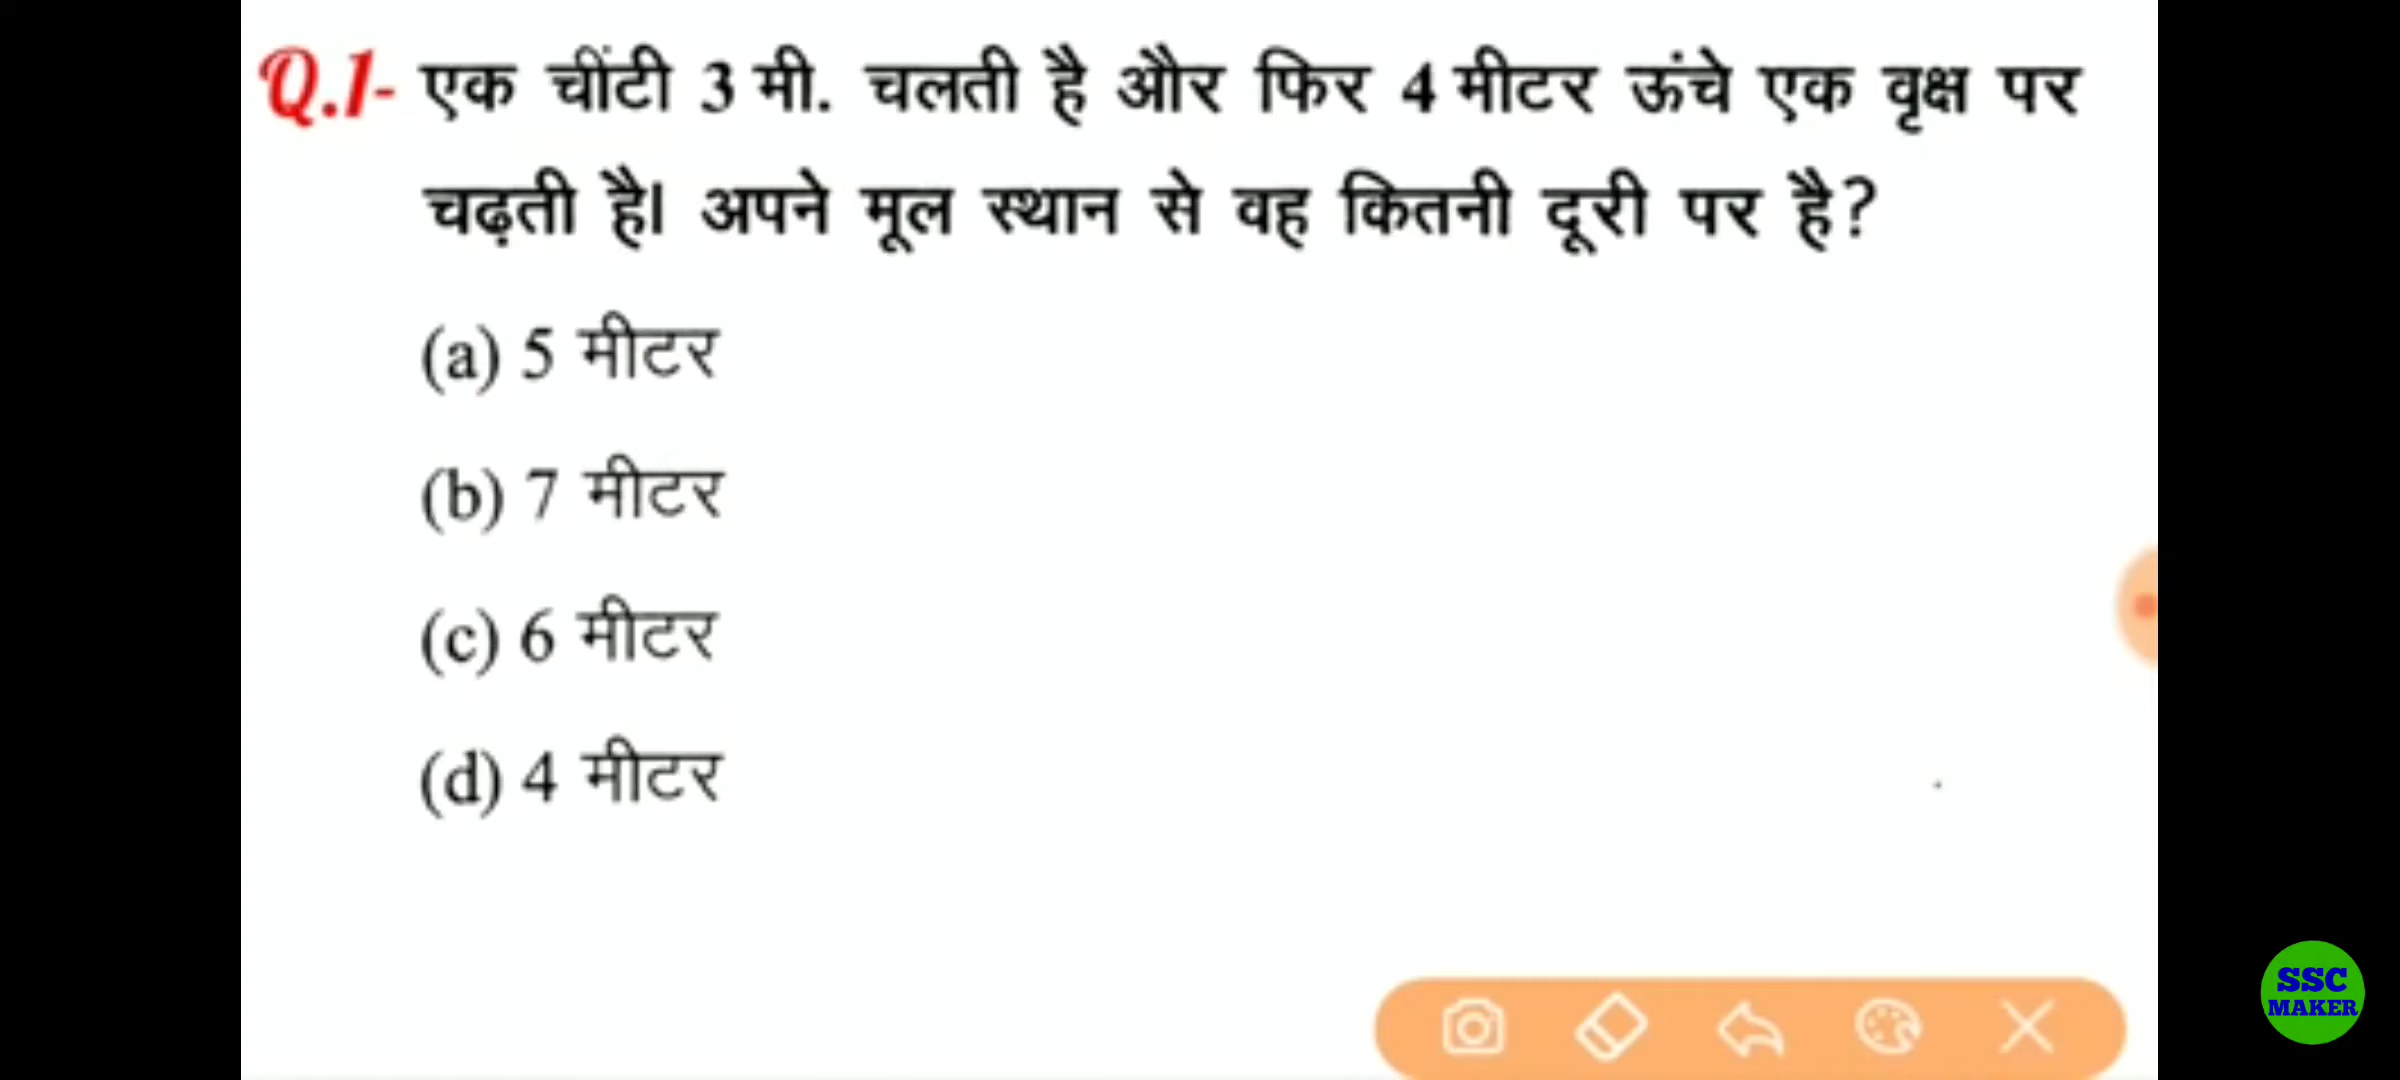 Q.1- एक चींटी 3 मी. चलती है और फिर 4 मीटर ऊंचे एक वृक्ष पर
चढ़ती है। अपने मूल स्थान से वह कितनी दूरी पर है?
(a) 5 मीटर
(b) 7 मीटर
(c) 6 मीटर
(d) 4 मीटर
SSC
MAKER